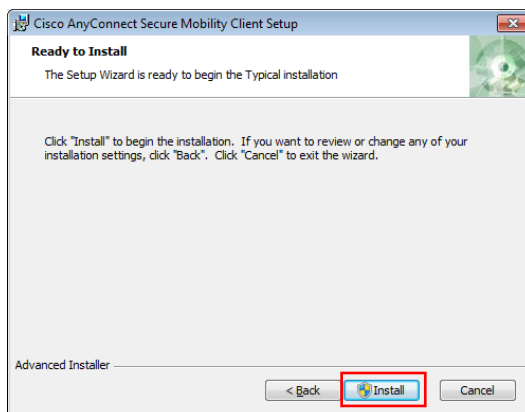 Cisco AnyConnect Secure Mobility Client Setup
Ready to Install
The Setup Wizard is ready to begin the Typical installation
Click "Install" to begin the installation.  If you want to review or change any of your
installation settings, click "Back".  Click "Cancel" to exit the wizard.
Advanced Installer
< Back
Install
Cancel